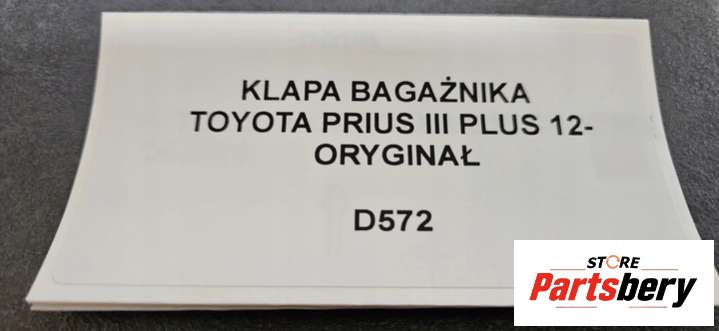 KLAPA BAGAŻNIKA
TOYOTA PRIUS III PLUS 12-
ORYGINAŁ
D572
STORE
Partsbery